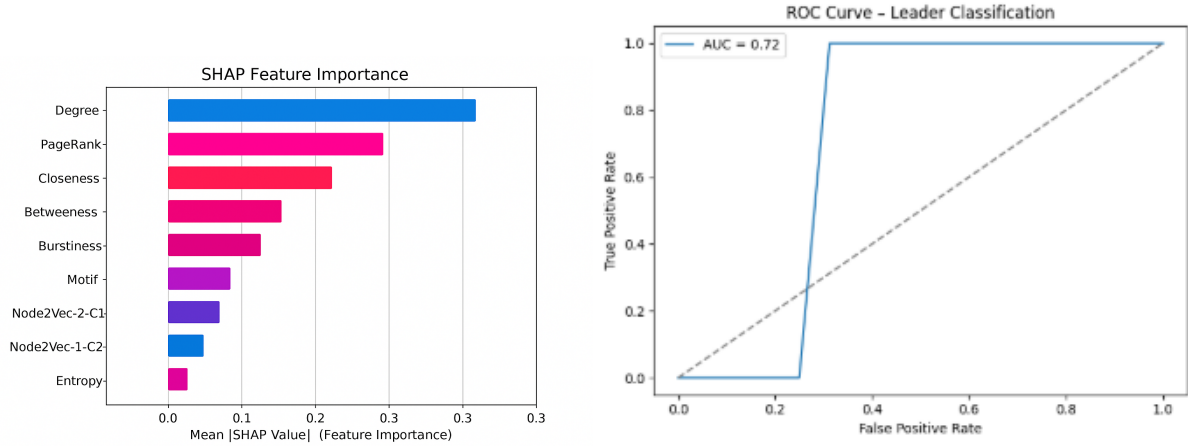 SHAP Feature Importance
Degree
PageRank
Closeness
Betweeness
Burstiness
Motif
Node2Vec-2-C1
Node2Vec-1-C2
Entropy
0.0 0.1 0.2 0.3 0.3 0.3
Mean |SHAP Value| (Feature Importance)
ROC Curve – Leader Classification
AUC = 0.72
True Positive Rate
1.0
0.8
0.6
0.4
0.2
0.0
0.0 0.2 0.4 0.6 0.8 1.0
False Positive Rate